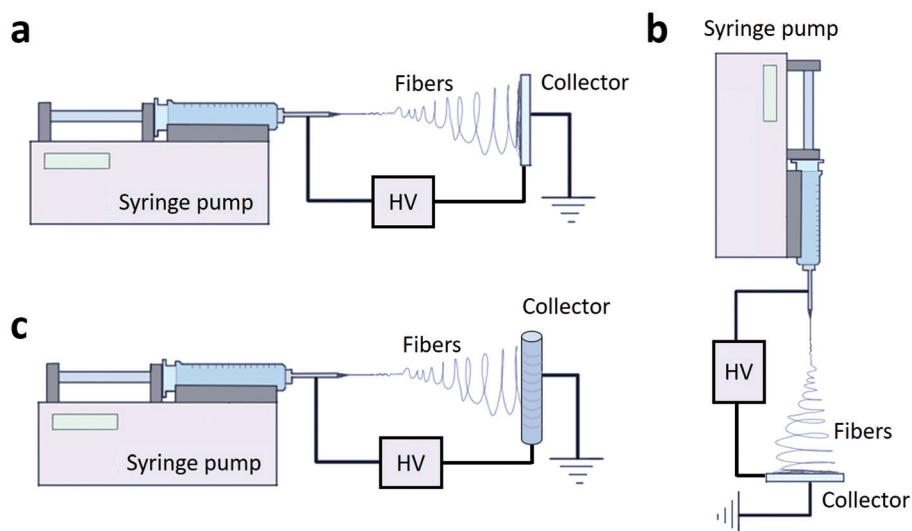 a
Fibers
Collector
HV
Syringe pump
b
Syringe pump
HV
Fibers
Collector
c
Collector
Fibers
HV
Syringe pump